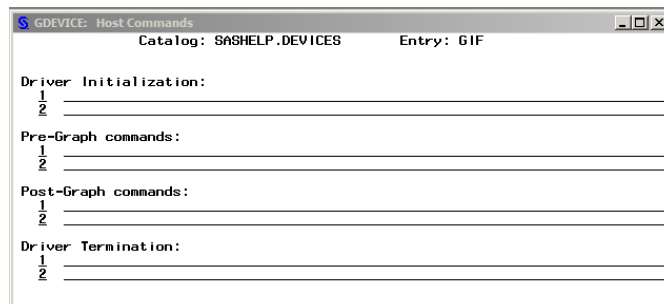 GDEVICE: Host Commands
Catalog: SASHELP.DEVICES Entry: GIF
Driver Initialization:
1
2
Pre-Graph commands:
1
2
Post-Graph commands:
1
2
Driver Termination:
1
2